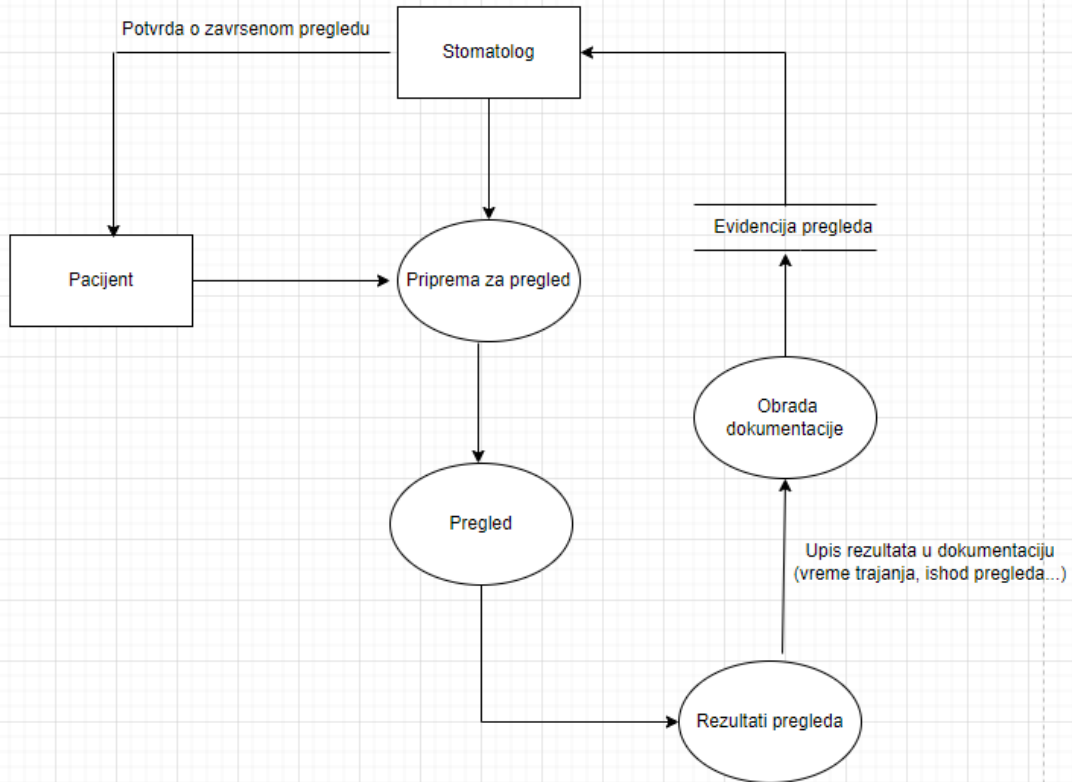 Potvrda o zavrsenom pregledu
Stomatolog
Evidencija pregleda
Pacijent
Priprema za pregled
Obrada
dokumentacije
Pregled
Upis rezultata u dokumentaciju
(vreme trajanja, ishod pregleda...)
Rezultati pregleda